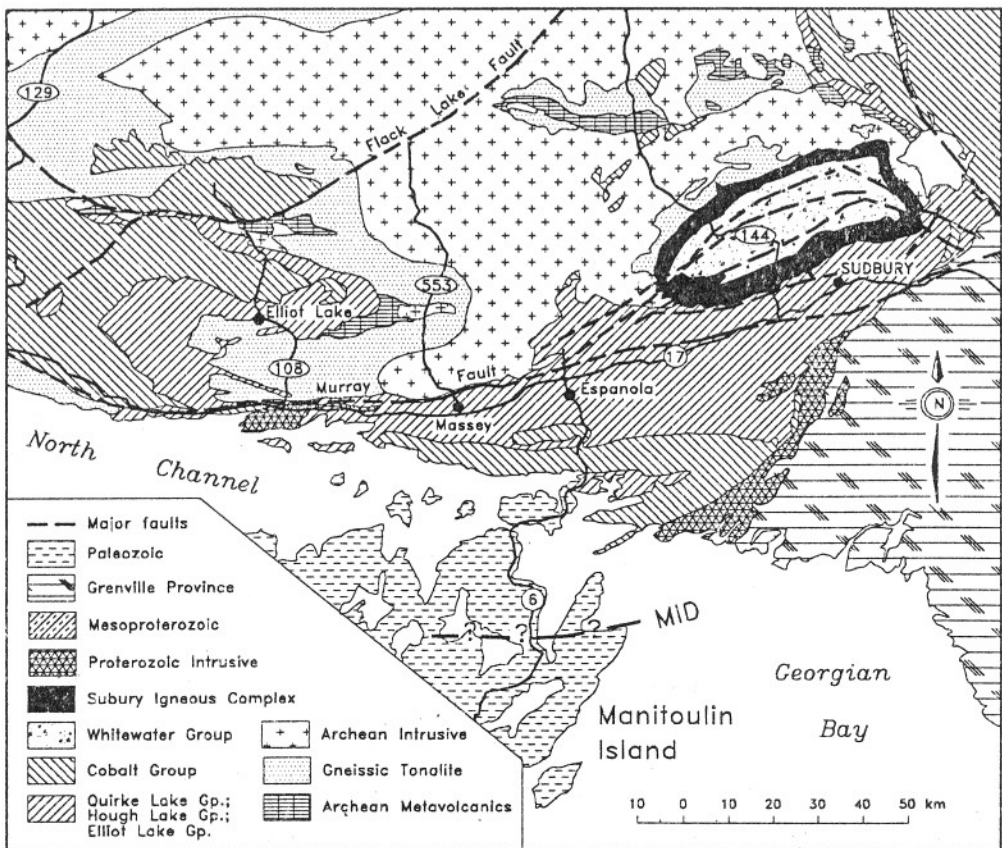 129
Flack Lake Fault
144
SUDBURY
553
Elliot Lake
17
108
Murray Fault
Espanola
Massey
N
North
Channel
Major faults
Paleozoic
Grenville Province
Mesoproterozoic
Proterozoic Intrusive
Subury Igneous Complex
Whitewater Group
Cobalt Group
Quirke Lake Gp.;
Hough Lake Gp.;
Elliot Lake Gp.
Archean Intrusive
Gneissic Tonalite
Archean Metavolcanics
6
? ? ?
MID
Manitoulin
Island
Georgian
Bay
10 0 10 20 30 40 50 km